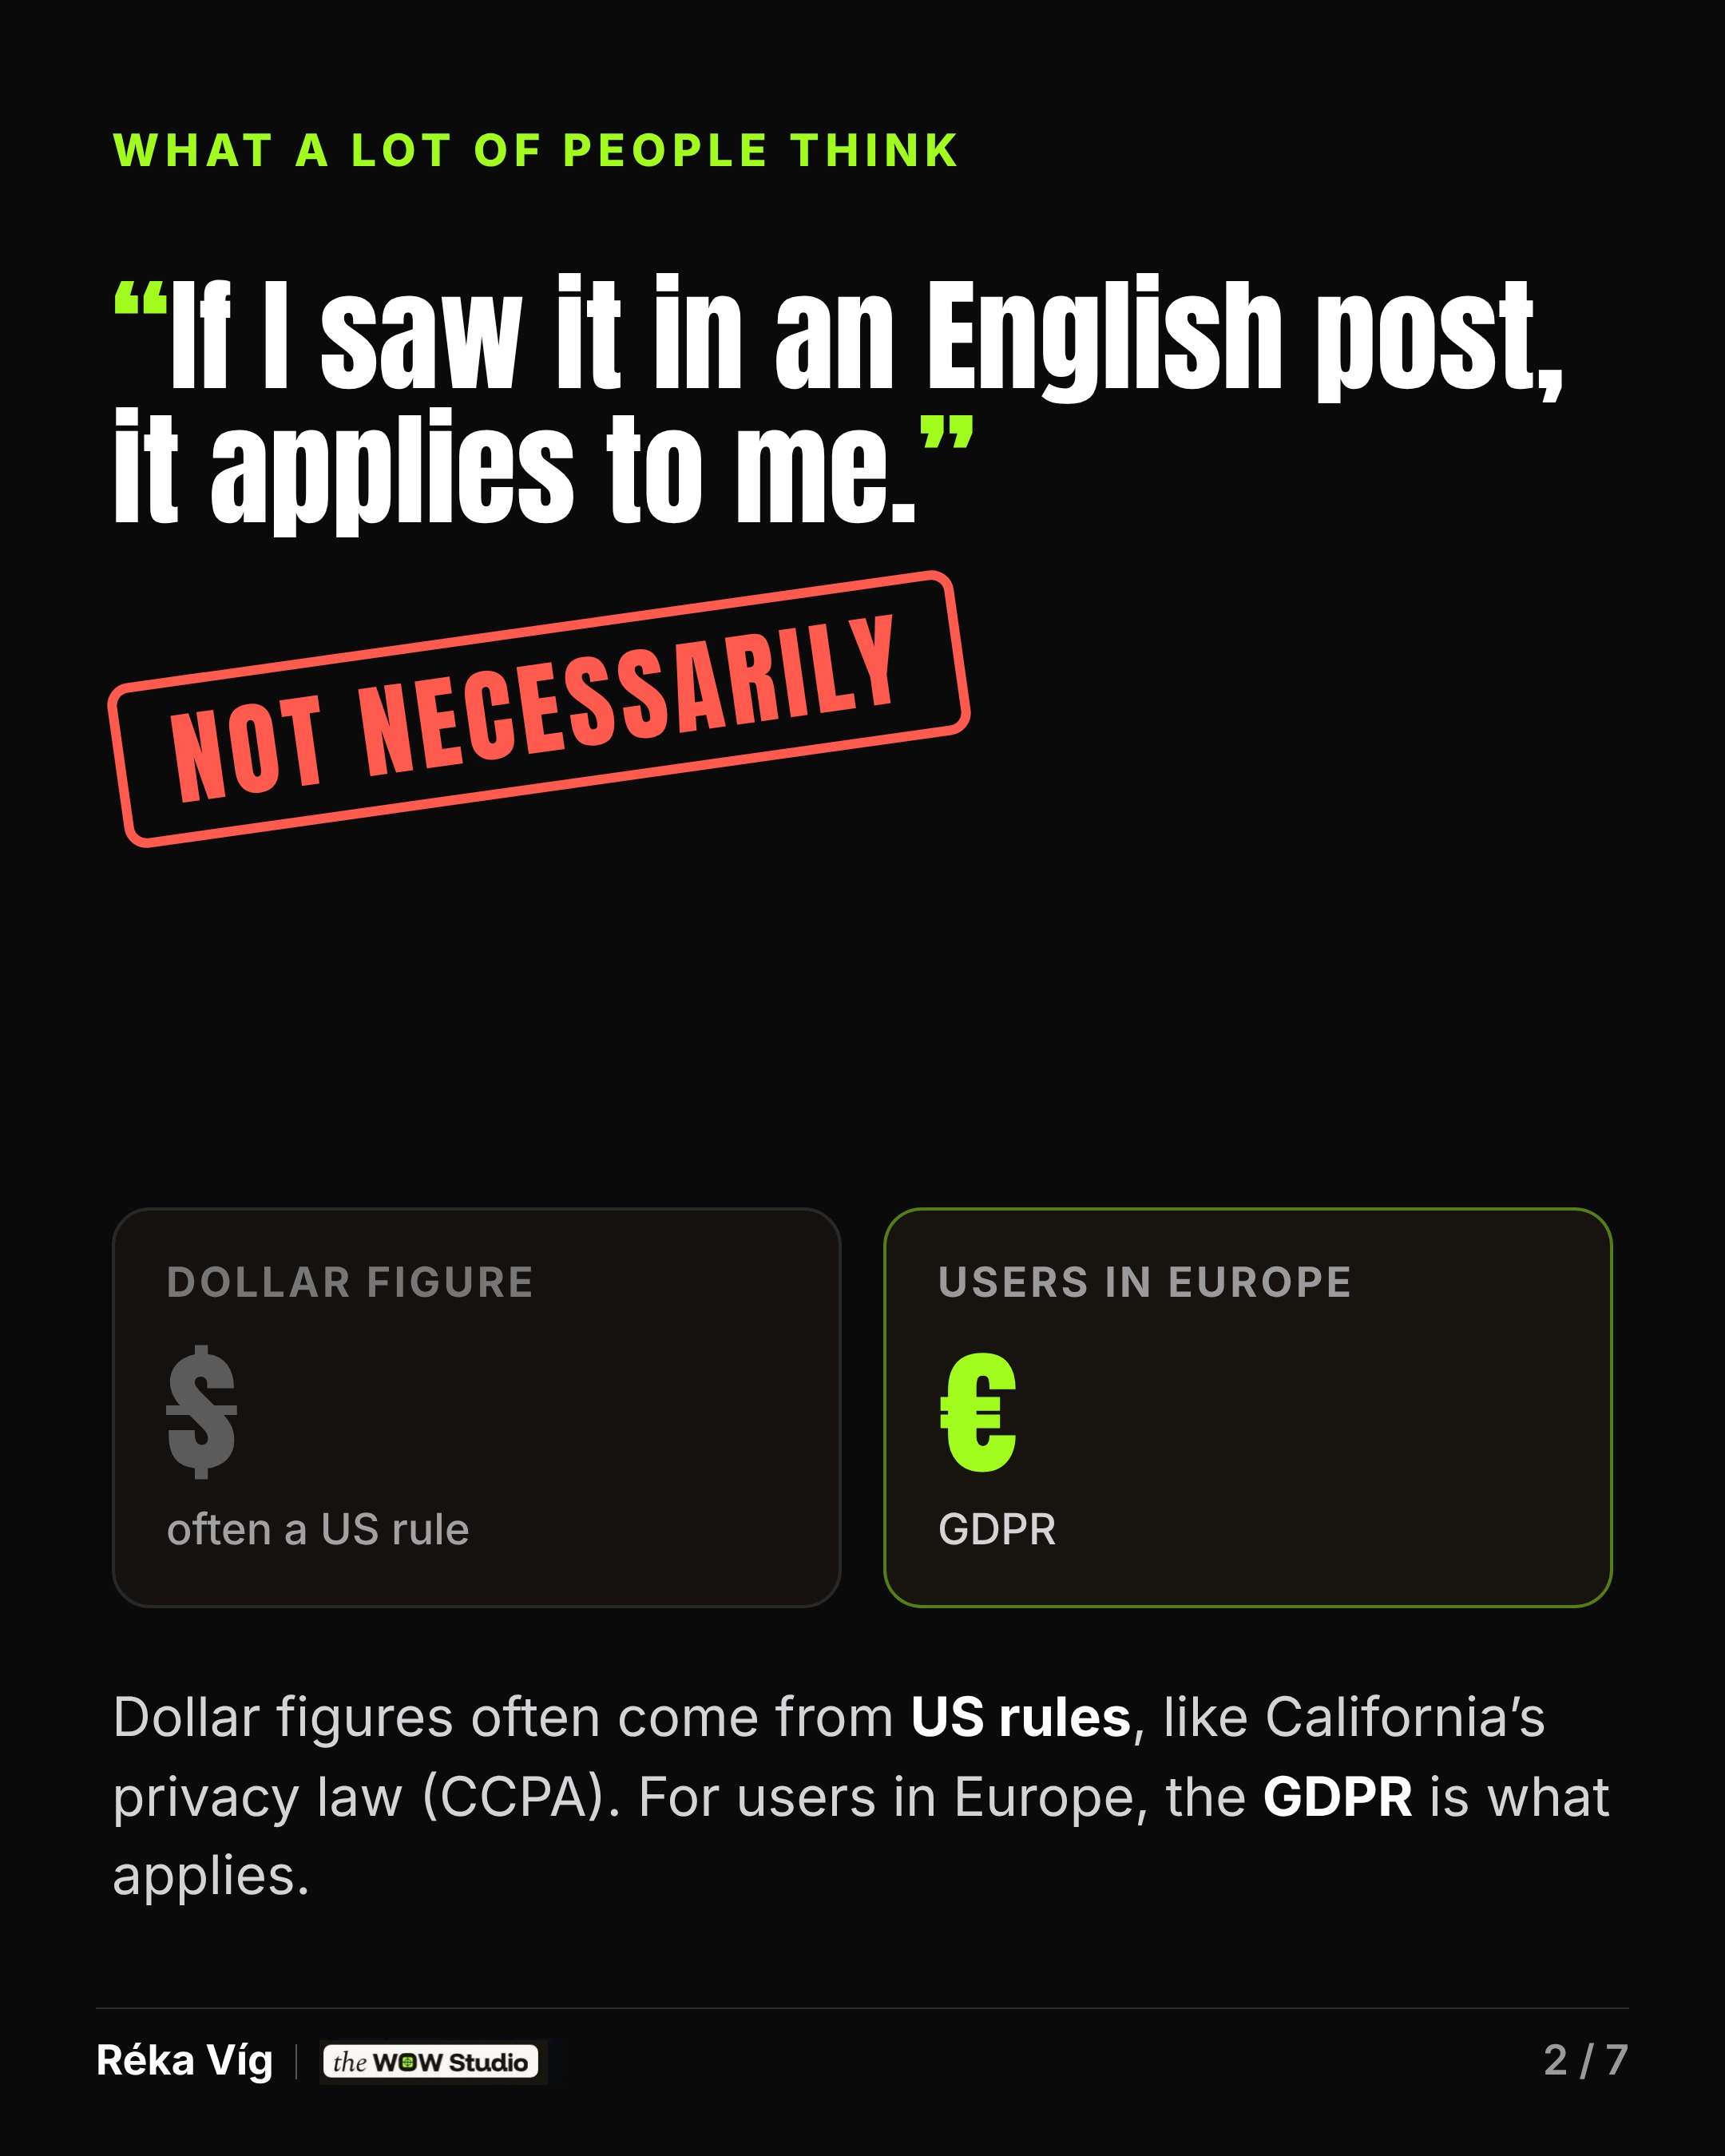 WHAT A LOT OF PEOPLE THINK
“If I saw it in an English post,
it applies to me.”
NOT NECESSARILY
DOLLAR FIGURE
$
often a US rule
USERS IN EUROPE
€
GDPR
Dollar figures often come from US rules, like California’s
privacy law (CCPA). For users in Europe, the GDPR is what
applies.
Réka Víg
the WOW Studio
2 / 7